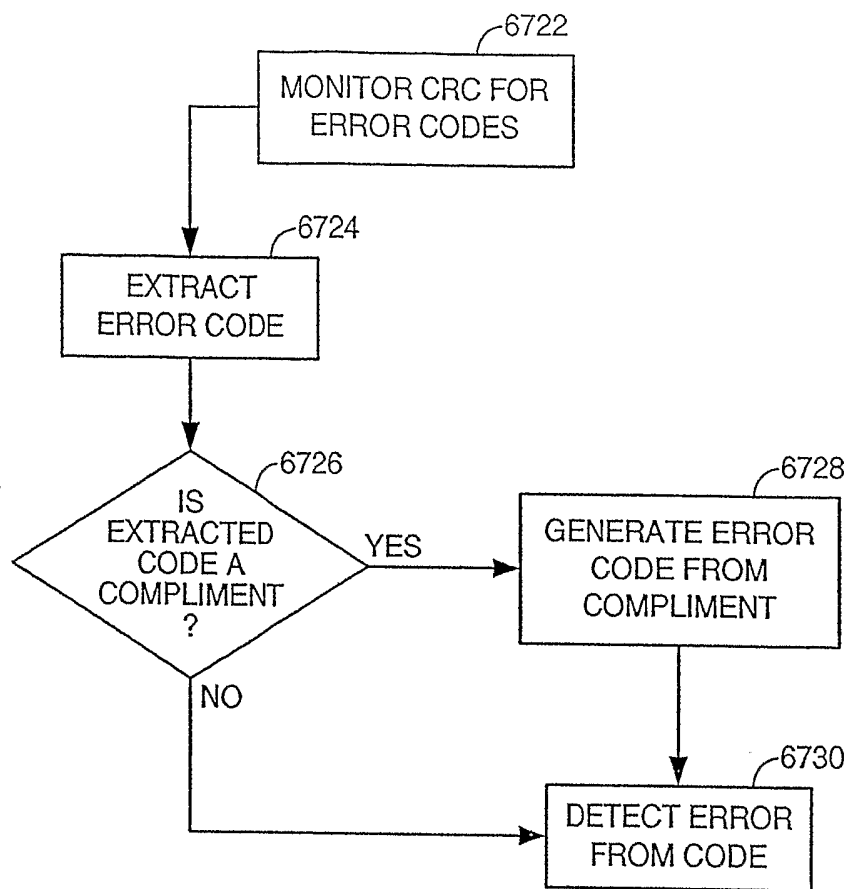 6722
MONITOR CRC FOR
ERROR CODES
6724
EXTRACT
ERROR CODE
6726
IS
EXTRACTED
CODE A
COMPLIMENT
?
YES
NO
6728
GENERATE ERROR
CODE FROM
COMPLIMENT
6730
DETECT ERROR
FROM CODE